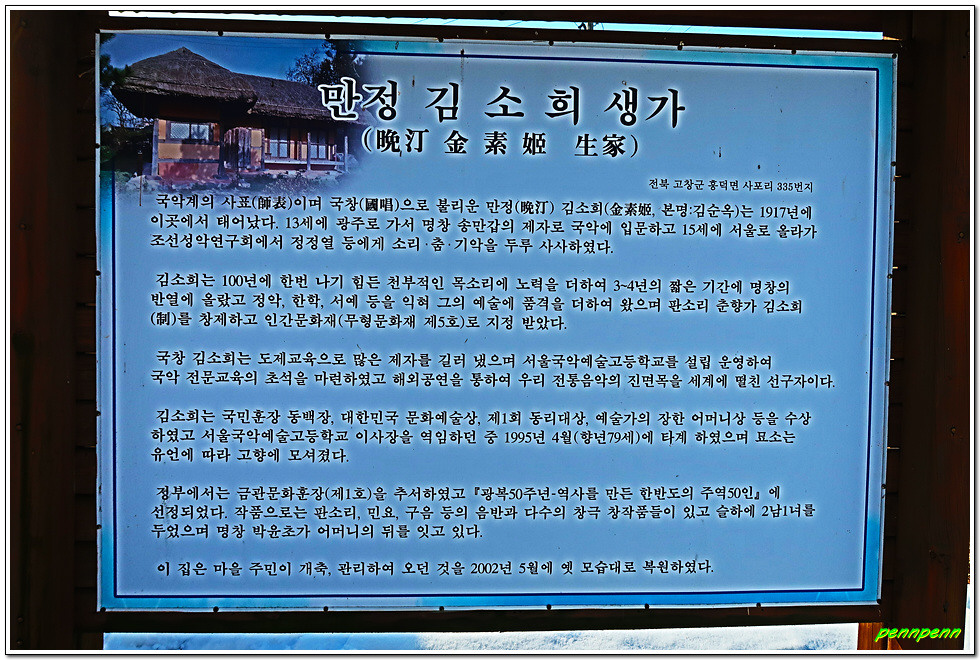 만정 김 소 희 생가
(晩汀 金 素 姬 生家)
전북 고창군 흥덕면 사포리 335번지
국악계의 사표(師表)이며 국창(國唱)으로 불리운 만정(晩汀) 김소희(金素姬, 본명:김순옥)는 1917년에
이곳에서 태어났다. 13세에 광주로 가서 명창 송만갑의 제자로 국악에 입문하고 15세에 서울로 올라가
조선성악연구회에서 정정렬 등에게 소리·춤·기악을 두루 사사하였다.
김소희는 100년에 한번 나기 힘든 천부적인 목소리에 노력을 더하여 3~4년의 짧은 기간에 명창의
반열에 올랐고 정악, 한학, 서예 등을 익혀 그의 예술에 품격을 더하여 왔으며 판소리 춘향가 김소희
(制)를 창제하고 인간문화재(무형문화재 제5호)로 지정 받았다.
국창 김소희는 도제교육으로 많은 제자를 길러 냈으며 서울국악예술고등학교를 설립 운영하여
국악 전문교육의 초석을 마련하였고 해외공연을 통하여 우리 전통음악의 진면목을 세계에 떨친 선구자이다.
김소희는 국민훈장 동백장, 대한민국 문화예술상, 제1회 동리대상, 예술가의 장한 어머니상 등을 수상
하였고 서울국악예술고등학교 이사장을 역임하던 중 1995년 4월(향년79세)에 타계 하였으며 묘소는
유언에 따라 고향에 모셔졌다.
정부에서는 금관문화훈장(제1호)을 추서하였고 『광복50주년-역사를 만든 한반도의 주역50인』에
선정되었다. 작품으로는 판소리, 민요, 구음 등의 음반과 다수의 창극 창작품들이 있고 슬하에 2남1녀를
두었으며 명창 박윤초가 어머니의 뒤를 잇고 있다.
이 집은 마을 주민이 개축, 관리하여 오던 것을 2002년 5월에 옛 모습대로 복원하였다.
pennpenn